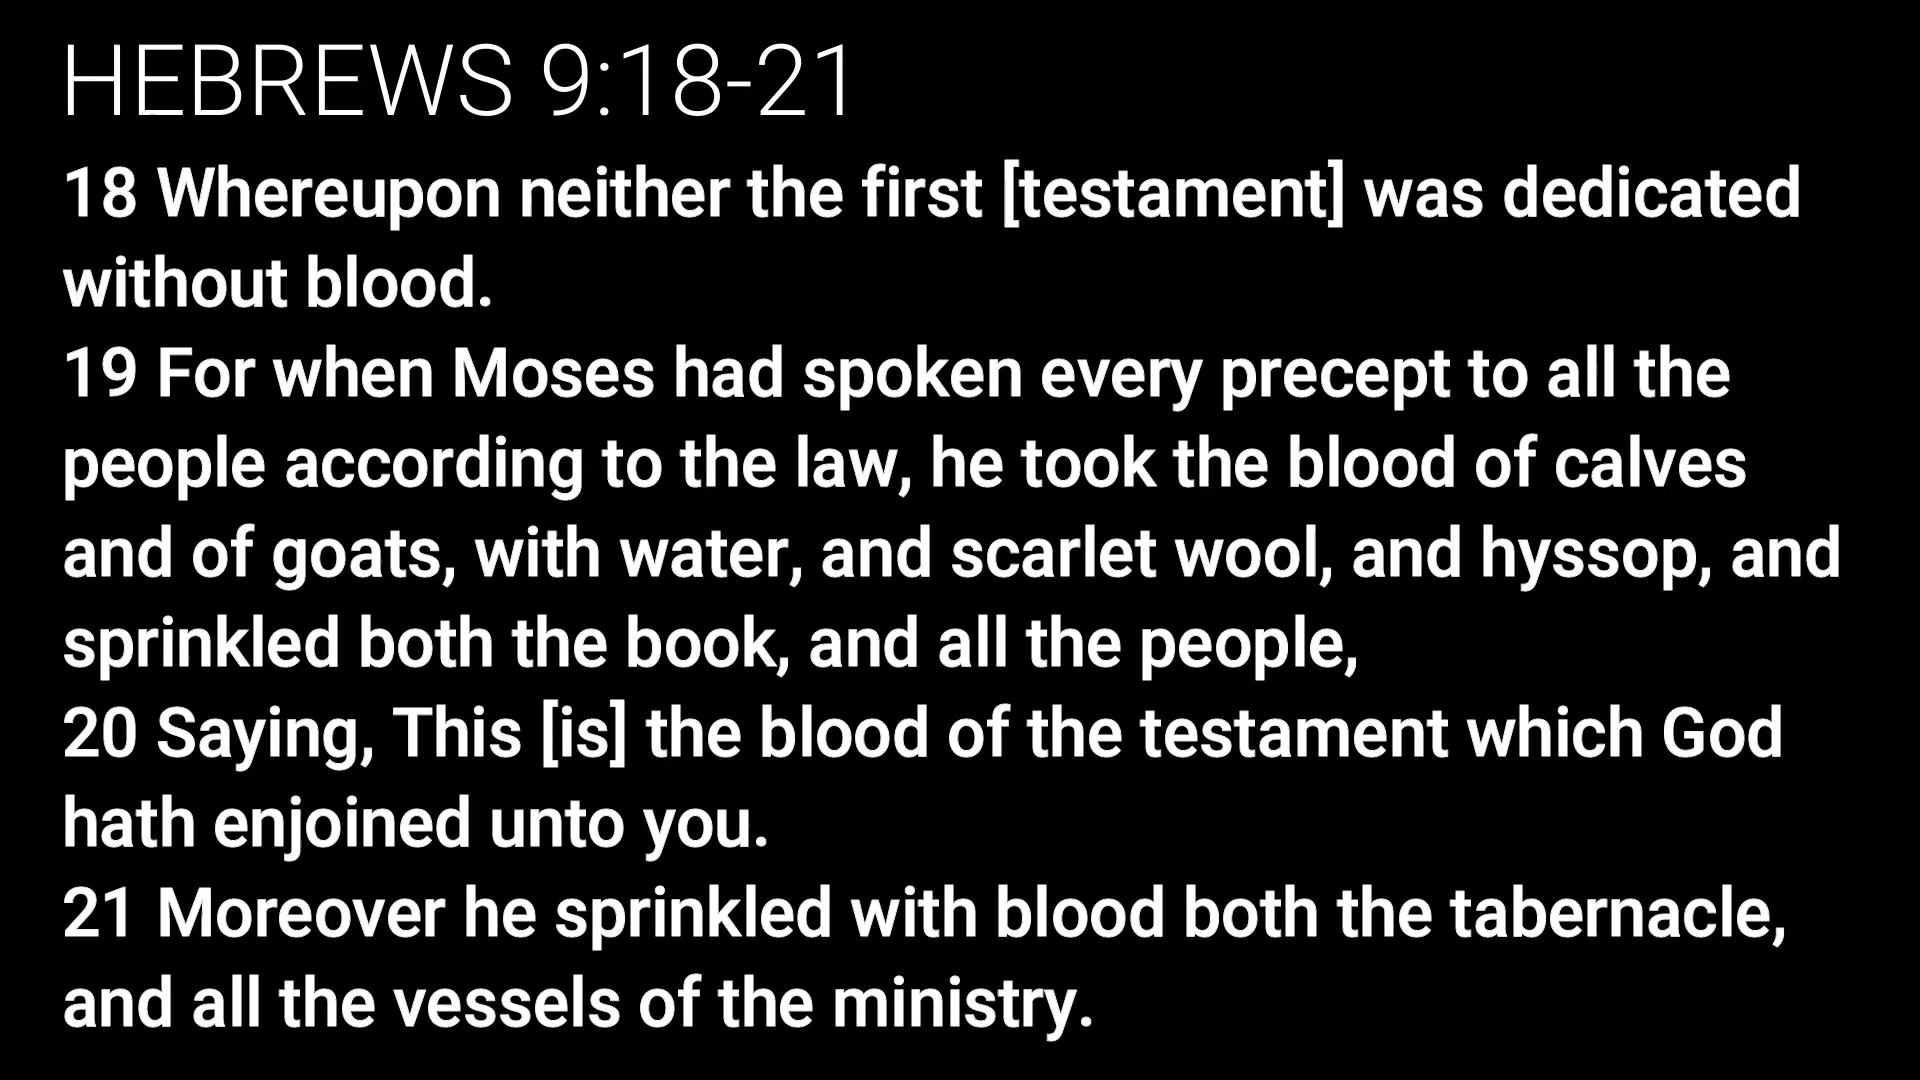 HEBREWS 9:18-21
18 Whereupon neither the first [testament] was dedicated
without blood.
19 For when Moses had spoken every precept to all the
people according to the law, he took the blood of calves
and of goats, with water, and scarlet wool, and hyssop, and
sprinkled both the book, and all the people,
20 Saying, This [is] the blood of the testament which God
hath enjoined unto you.
21 Moreover he sprinkled with blood both the tabernacle,
and all the vessels of the ministry.